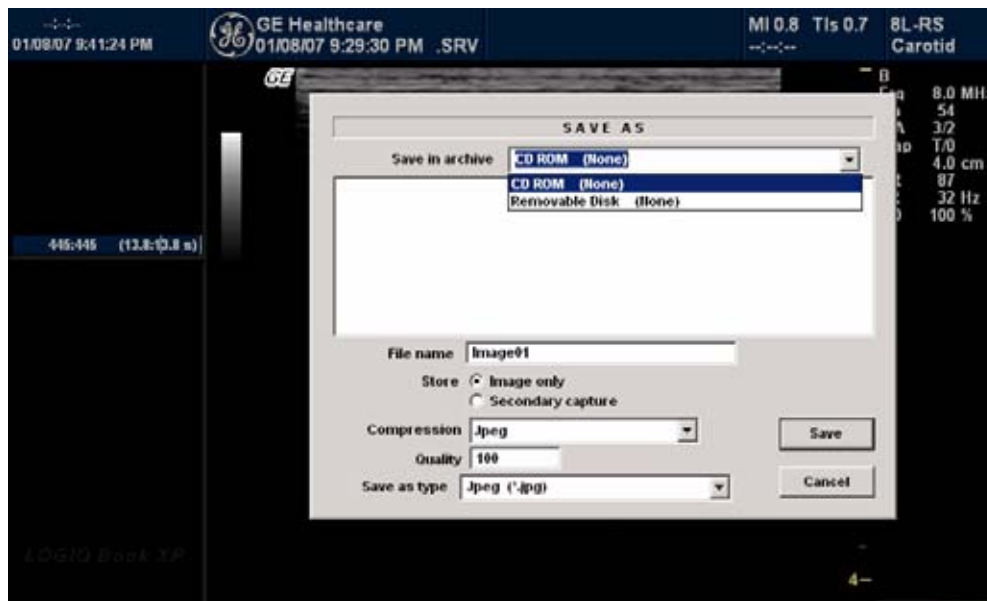 --:--:--
01/08/07 9:41:24 PM
GE Healthcare
01/08/07 9:29:30 PM .SRV
MI 0.8 TIs 0.7
--:--:--
8L-RS
Carotid
GE
B
8.0 MH
54
3/2
T/0
4.0 cm
87
32 Hz
100 %
SAVE AS
Save in archive
CD ROM (None)
CD ROM (None)
Removable Disk (None)
445:445 (13.8:13.8 s)
File name Image01
Store Image only
Secondary capture
Compression Jpeg
Quality 100
Save as type Jpeg (*.jpg)
Save
Cancel
LOGIQ Book XP
4